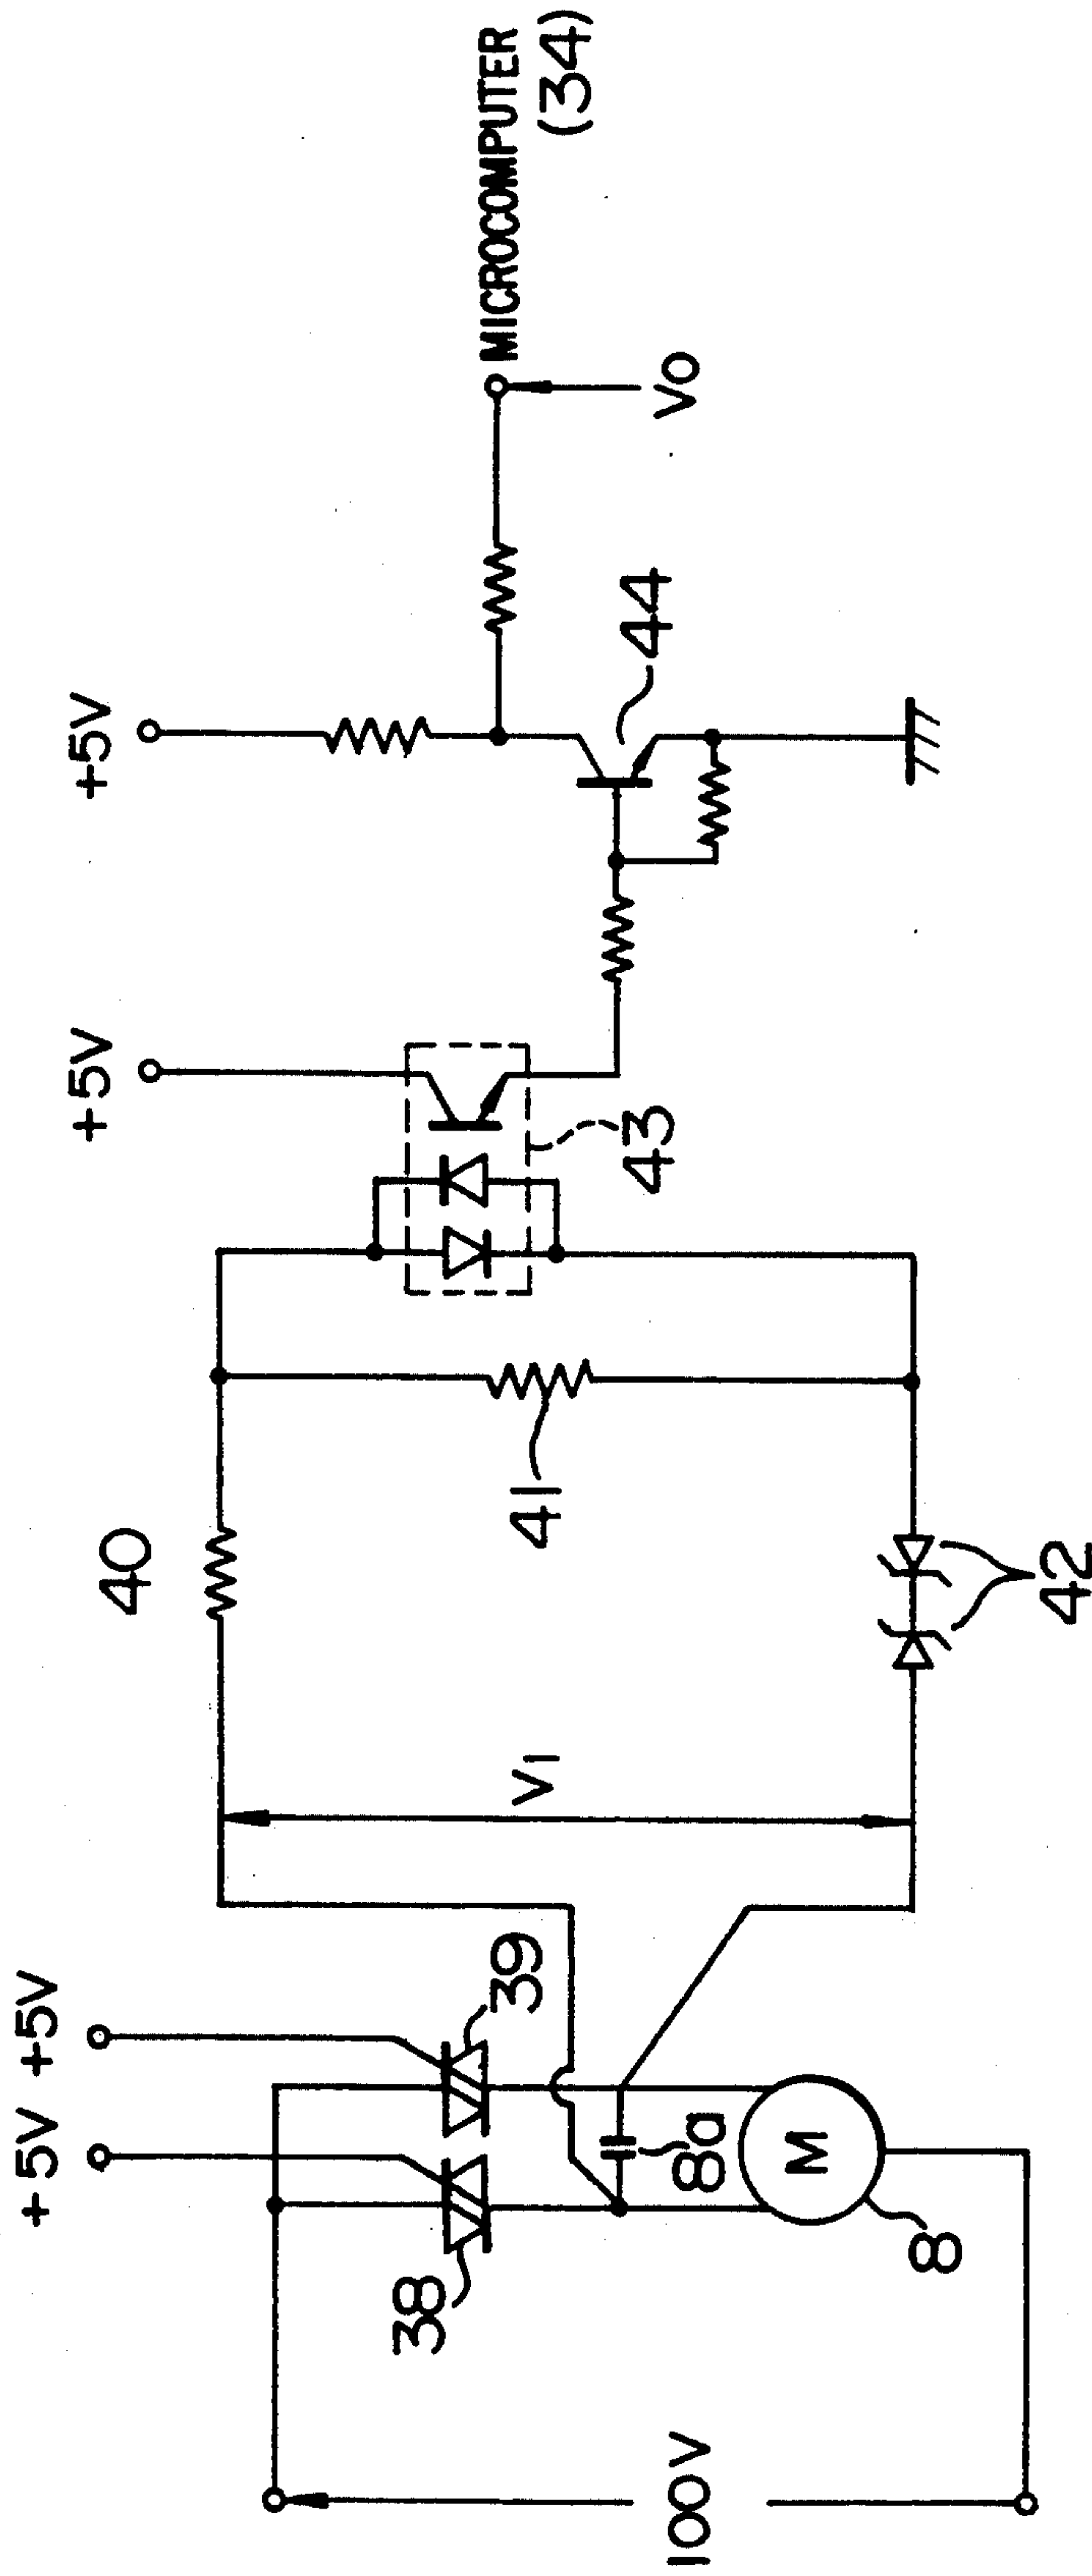 +5V +5V
39
38
100V
8a
M
8
V1
40
41
42
+5V
43
+5V
44
VO
MICROCOMPUTER
(34)